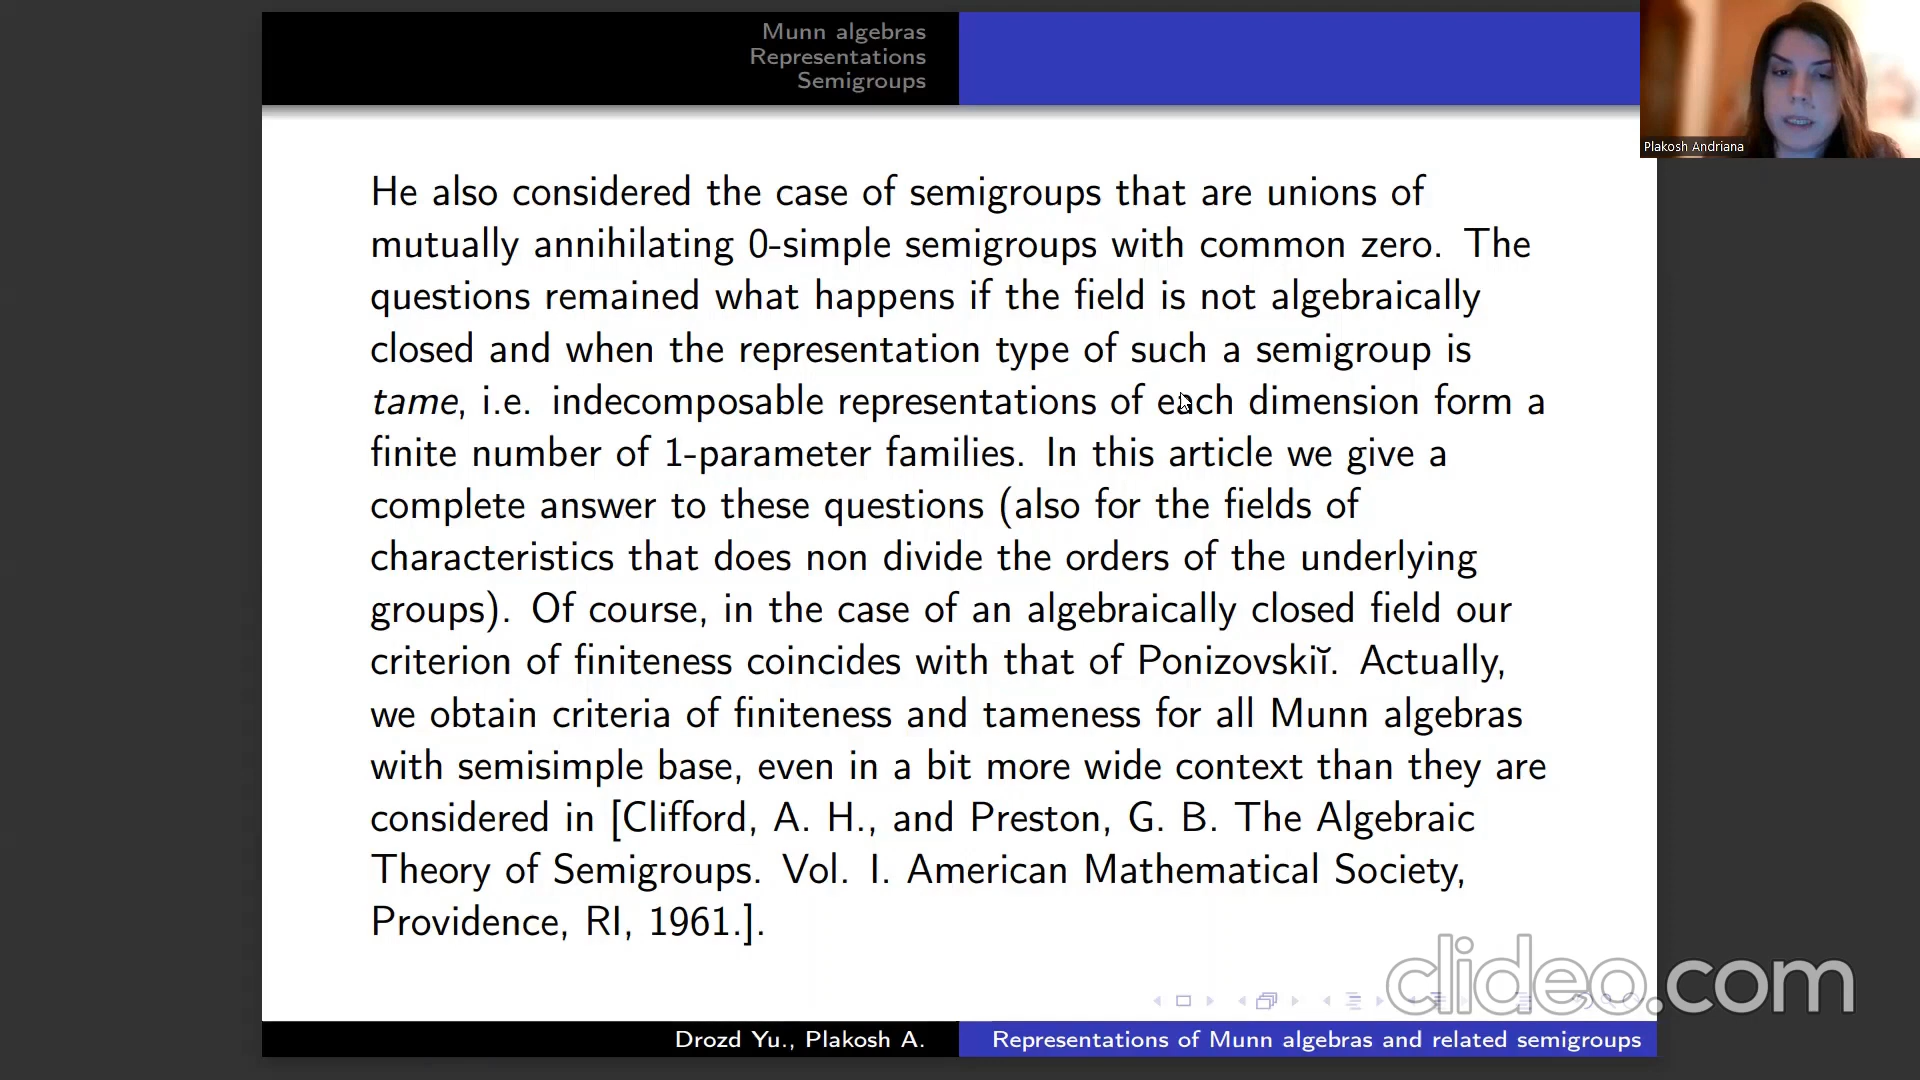 Munn algebras
Representations
Semigroups
Plakosh Andriana
He also considered the case of semigroups that are unions of
mutually annihilating 0-simple semigroups with common zero. The
questions remained what happens if the field is not algebraically
closed and when the representation type of such a semigroup is
tame, i.e. indecomposable representations of each dimension form a
finite number of 1-parameter families. In this article we give a
complete answer to these questions (also for the fields of
characteristics that does non divide the orders of the underlying
groups). Of course, in the case of an algebraically closed field our
criterion of finiteness coincides with that of Ponizovskiĭ. Actually,
we obtain criteria of finiteness and tameness for all Munn algebras
with semisimple base, even in a bit more wide context than they are
considered in [Clifford, A. H., and Preston, G. B. The Algebraic
Theory of Semigroups. Vol. I. American Mathematical Society,
Providence, RI, 1961.].
clideo.com
Drozd Yu., Plakosh A.
Representations of Munn algebras and related semigroups